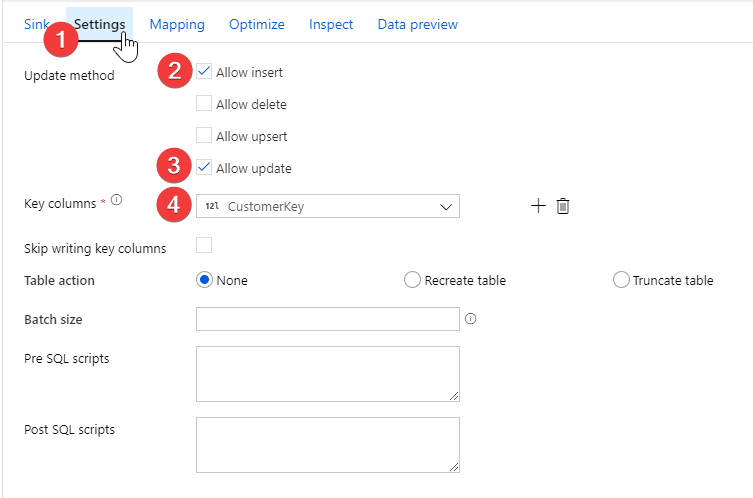 Sink Settings Mapping Optimize Inspect Data preview
1
Update method 2 Allow insert
Allow delete
Allow upsert
3 Allow update
Key columns * 4 12l CustomerKey
Skip writing key columns
Table action None Recreate table Truncate table
Batch size
Pre SQL scripts
Post SQL scripts